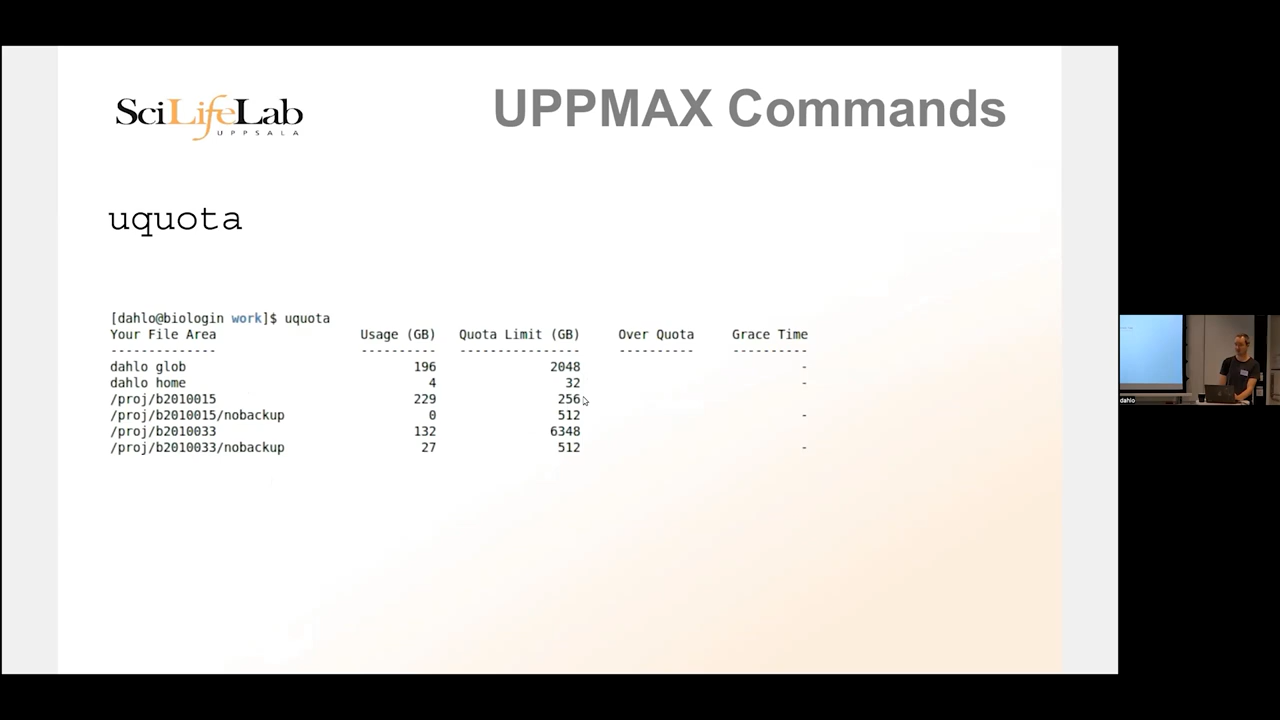 SciLifeLab
UPPSALA
UPPMAX Commands
uquota
[dahlo@biologin work]$ uquota
Your File Area Usage (GB) Quota Limit (GB) Over Quota Grace Time
-------------- ---------- ---------------- ---------- ----------
dahlo glob 196 2048 -
dahlo home 4 32 -
/proj/b2010015 229 256
/proj/b2010015/nobackup 0 512 -
/proj/b2010033 132 6348
/proj/b2010033/nobackup 27 512 -
dahlo